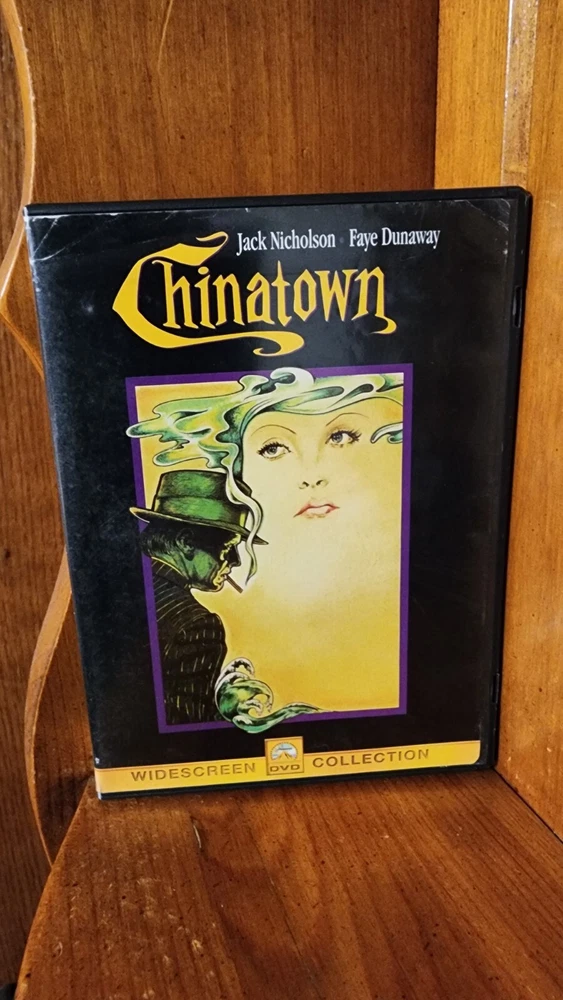 Jack Nicholson · Faye Dunaway
Chinatown
WIDESCREEN DVD COLLECTION